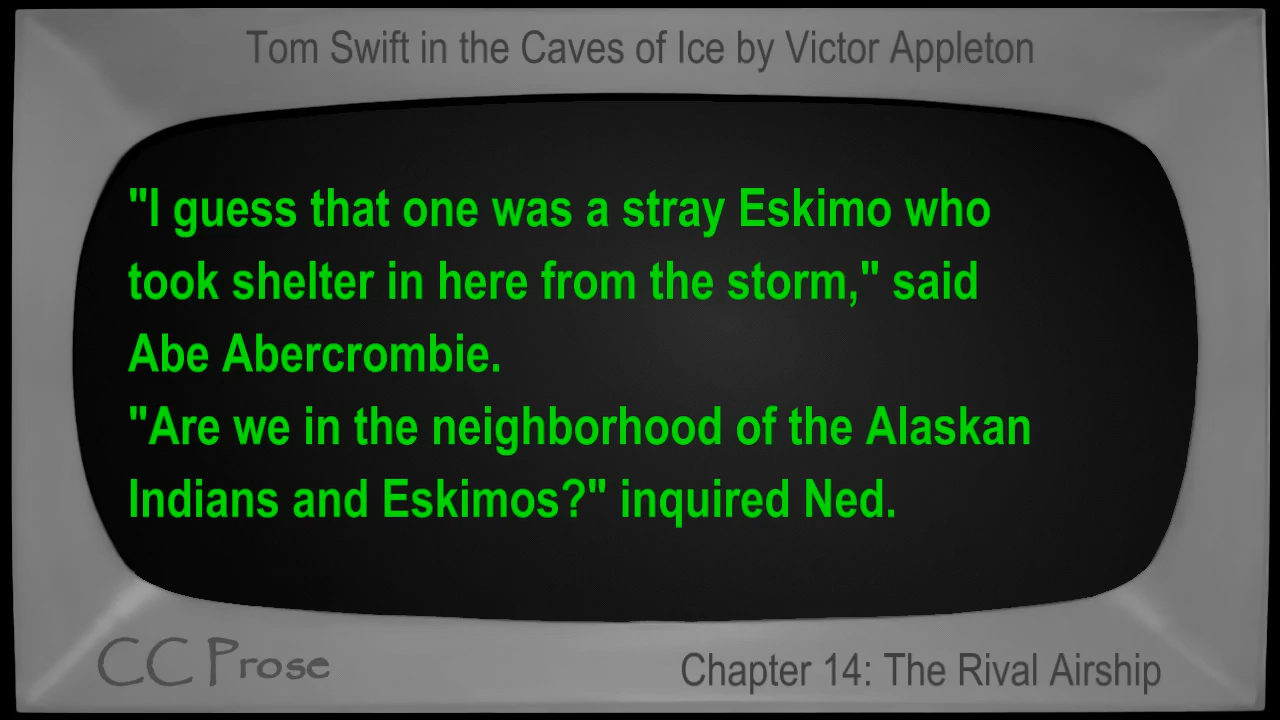 Tom Swift in the Caves of Ice by Victor Appleton
"I guess that one was a stray Eskimo who
took shelter in here from the storm," said
Abe Abercrombie.
"Are we in the neighborhood of the Alaskan
Indians and Eskimos?" inquired Ned.
CC Prose
Chapter 14: The Rival Airship